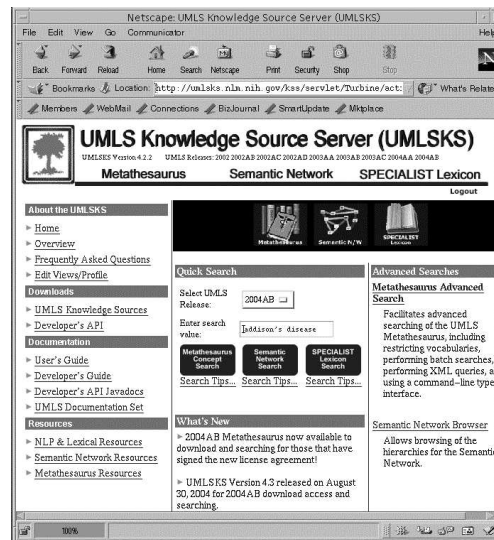 Netscape: UMLS Knowledge Source Server (UMLSKS)
File Edit View Go Communicator Help
Back Forward Reload Home Search Netscape Print Security Shop Stop
Bookmarks Location: http://umlsks.nlm.nih.gov/kss/servlet/Turbine/act: What's Relate
Members WebMail Connections BizJournal SmartUpdate Mktplace
UMLS Knowledge Source Server (UMLSKS)
UMLSKS Version 4.2.2 UMLS Releases: 2002 2002AB 2002AC 2002AD 2003AA 2003AB 2003AC 2004AA 2004AB
Metathesaurus Semantic Network SPECIALIST Lexicon
Logout
About the UMLSKS
Home
Overview
Frequently Asked Questions
Edit Views/Profile
Downloads
UMLS Knowledge Sources
Developer's API
Documentation
User's Guide
Developer's Guide
Developer's API Javadocs
UMLS Documentation Set
Resources
NLP & Lexical Resources
Semantic Network Resources
Metathesaurus Resources
Metathesaurus Semantic N/W SPECIALIST Lexicon
Quick Search
Select UMLS
Release: 2004AB
Enter search
value: addison's disease
Metathesaurus Concept Search Semantic Network Search SPECIALIST Lexicon Search
Search Tips... Search Tips... Search Tips...
What's New
2004AB Metathesaurus now available to
download and searching for those that have
signed the new license agreement!
UMLSKS Version 4.3 released on August
30, 2004 for 2004AB download access and
searching.
Advanced Searches
Metathesaurus Advanced
Search
Facilitates advanced
searching of the UMLS
Metathesaurus, including
restricting vocabularies,
performing batch searches,
performing XML queries, a
using a command-line type
interface.
Semantic Network Browser
Allows browsing of the
hierarchies for the Semantic
Network.
100%